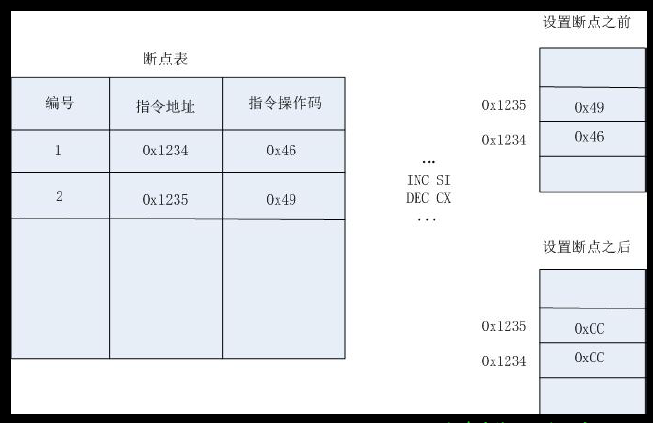 断点表
编号 指令地址 指令操作码
1 0x1234 0x46
2 0x1235 0x49
...
INC SI
DEC CX
...
设置断点之前
0x1235 0x49
0x1234 0x46
设置断点之后
0x1235 0xCC
0x1234 0xCC